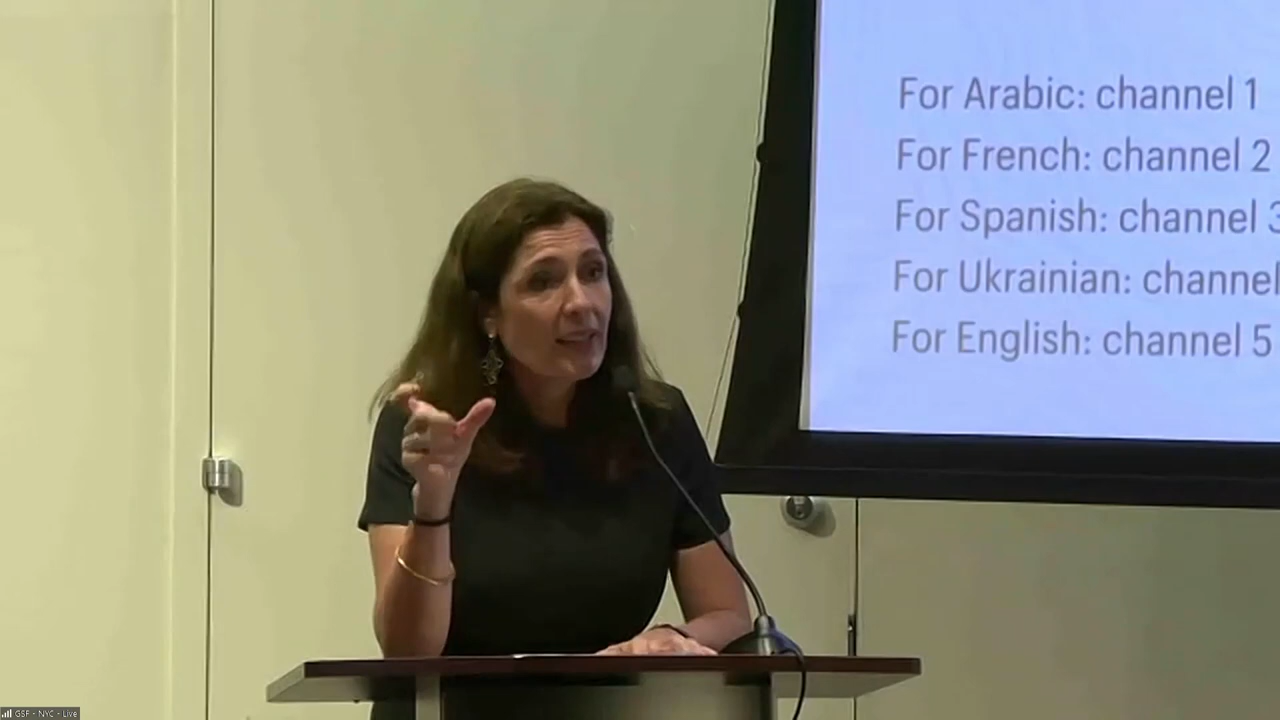 For Arabic: channel 1
For French: channel 2
For Spanish: channel 3
For Ukrainian: channel
For English: channel 5
GSF - NYC - Live